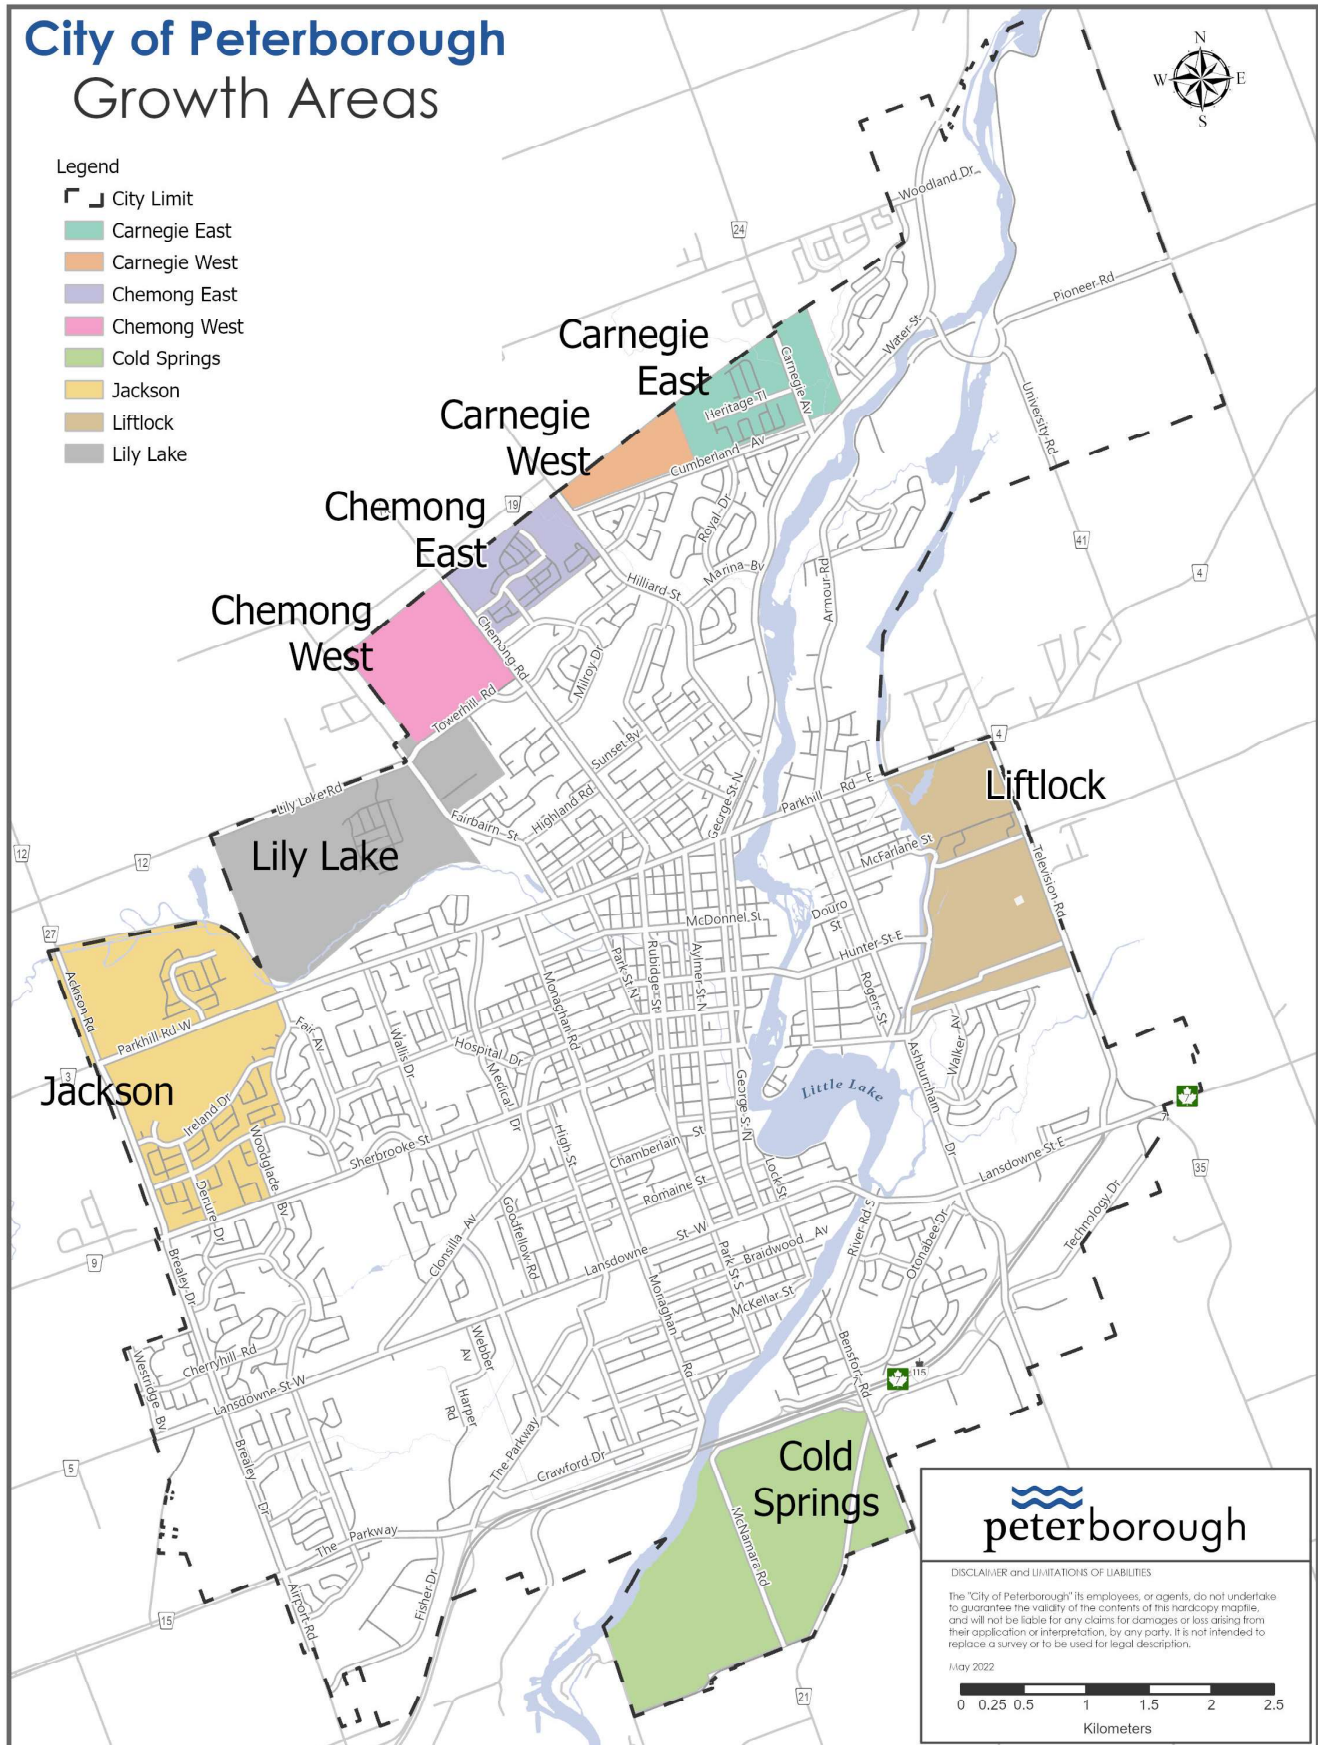 City of Peterborough
Growth Areas
N
W
E
S
Legend
City Limit
Carnegie East
Carnegie West
Chemong East
Chemong West
Cold Springs
Jackson
Liftlock
Lily Lake
Woodland Dr
24
Pioneer Rd
Water St
Carnegie
East
Carnegie Av
Heritage Tl
University Rd
Carnegie
West
Cumberland Av
Chemong
East
19
Royal Dr
41
4
Marina Bv
Hilliard St
Armour Rd
Chemong
West
Chemong Rd
Milroy Dr
Towerhill Rd
Sunset Bv
4
Liftlock
Lily Lake Rd
George St N
Parkhill Rd E
Highland Rd
Fairbairn St
McFarlane St
Television Rd
12
12
Lily Lake
McDonnel St
Douro
St
27
Hunter St E
Park St N
Rubidge St
Aylmer St N
Rogers St
Ackison Rd
Monaghan Rd
Parkhill Rd W
Fair Av
Wallis Dr
Hospital Dr
Medical Dr
Walker Av
Ashburnham Dr
3
Jackson
Little Lake
George S N
7
7
Ireland Dr
Woodglade Bv
High St
Sherbrooke St
Chamberlain St
Lansdowne St E
35
Denure Dr
Romaine St
Lock St
Goodfellow Rd
Technology Dr
9
Brealey Dr
Clonsilla Av
Lansdowne St W
Park St S
Braidwood Av
River Rd S
Otonabee Dr
Monaghan Rd
McKellar St
Webber
Av
Bensfort Rd
Westridge Bv
Cherryhill Rd
7
115
Lansdowne St W
Harper
Rd
The Parkway
5
Brealey Dr
Crawford Dr
Cold
Springs
McNamara Rd
The Parkway
Airport Rd
Fisher Dr
15
21
peterborough
DISCLAIMER and LIMITATIONS OF LIABILITIES
The "City of Peterborough" its employees, or agents, do not undertake
to guarantee the validity of the contents of this hardcopy mapfile,
and will not be liable for any claims for damages or loss arising from
their application or interpretation, by any party. It is not intended to
replace a survey or to be used for legal description.
May 2022
0 0.25 0.5 1 1.5 2 2.5
Kilometers